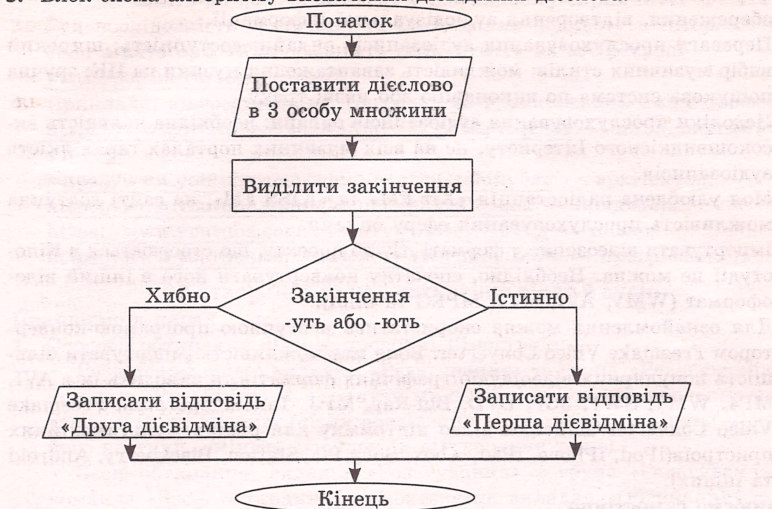 Початок
Поставити дієслово
в 3 особу множини
Виділити закінчення
Хибно
Закінчення
-уть або -ють
Істинно
Записати відповідь
«Друга дієвідміна»
Записати відповідь
«Перша дієвідміна»
Кінець